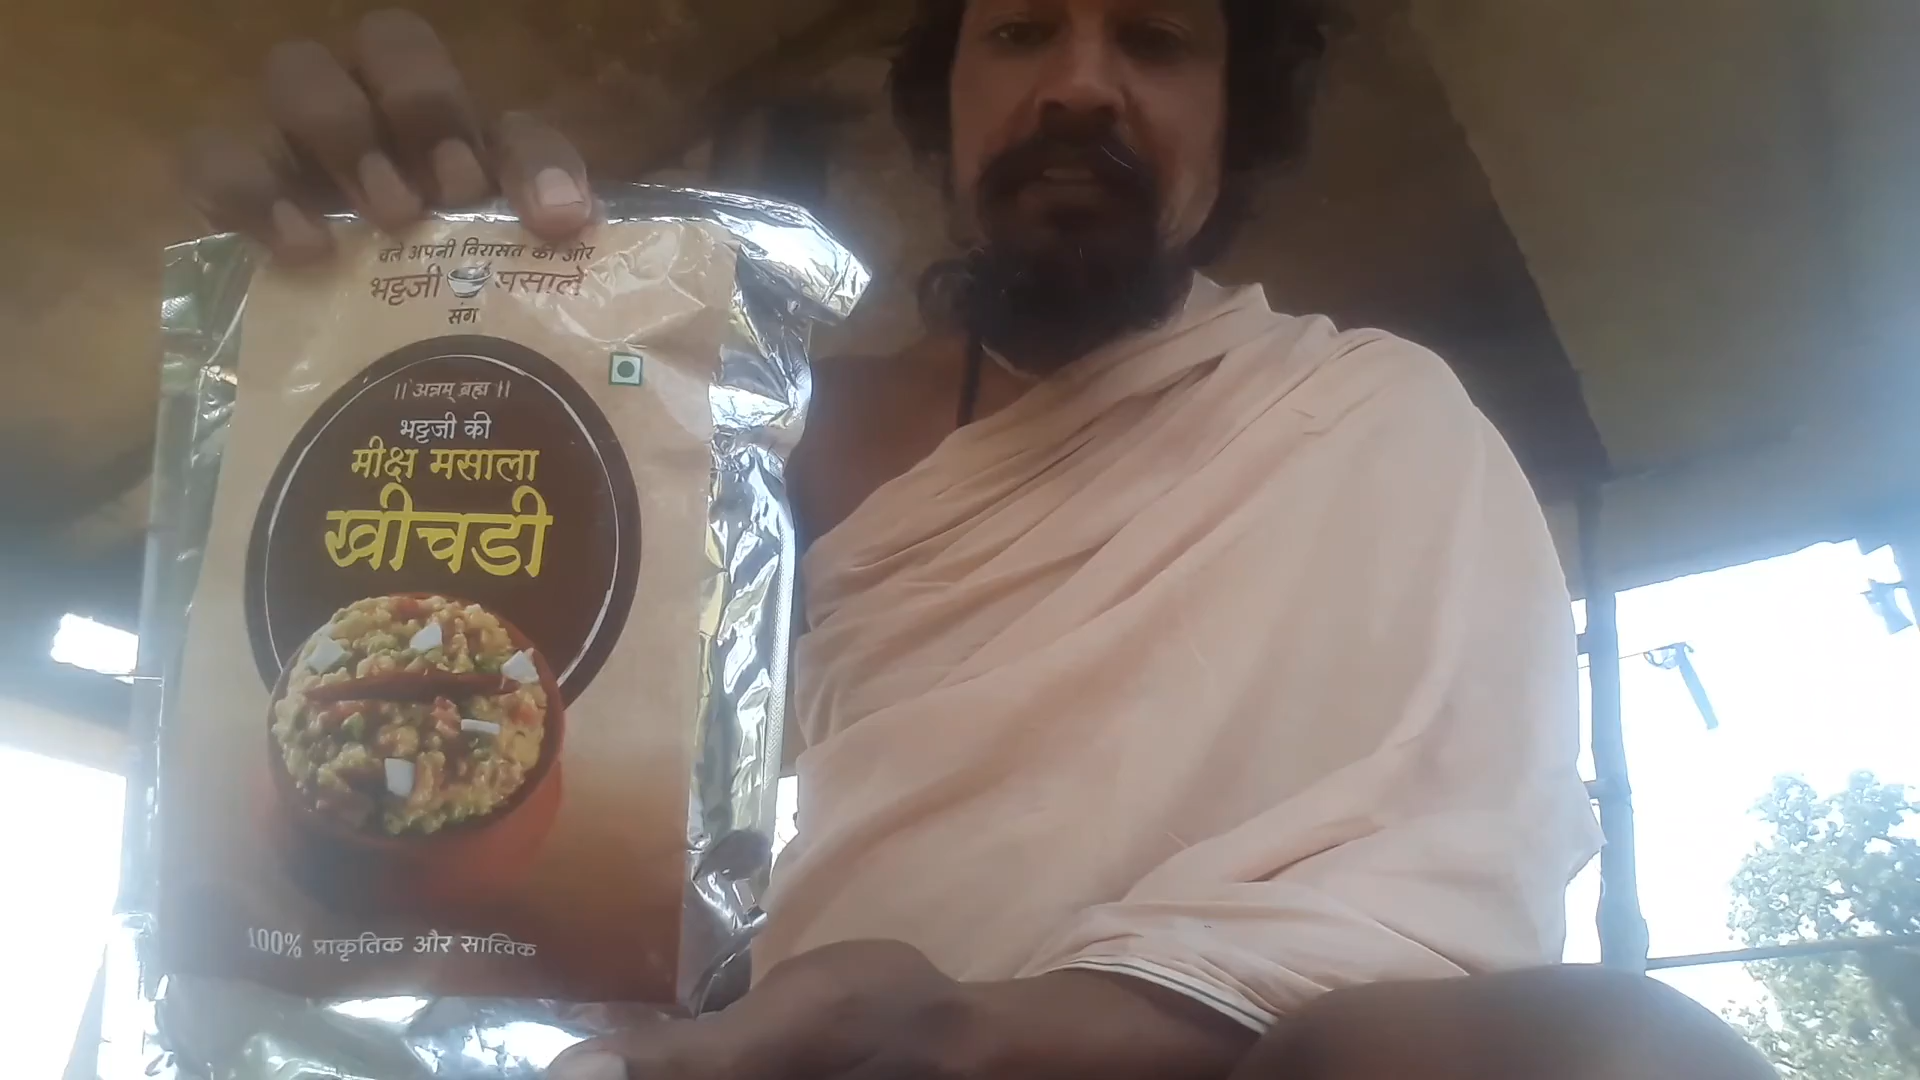 चले अपनी विरासत की ओर
भट्टजी मसाले
संग
॥ अन्नम् ब्रह्म ॥
भट्टजी की
मीक्ष मसाला
खीचडी
100% प्राकृतिक और सात्विक